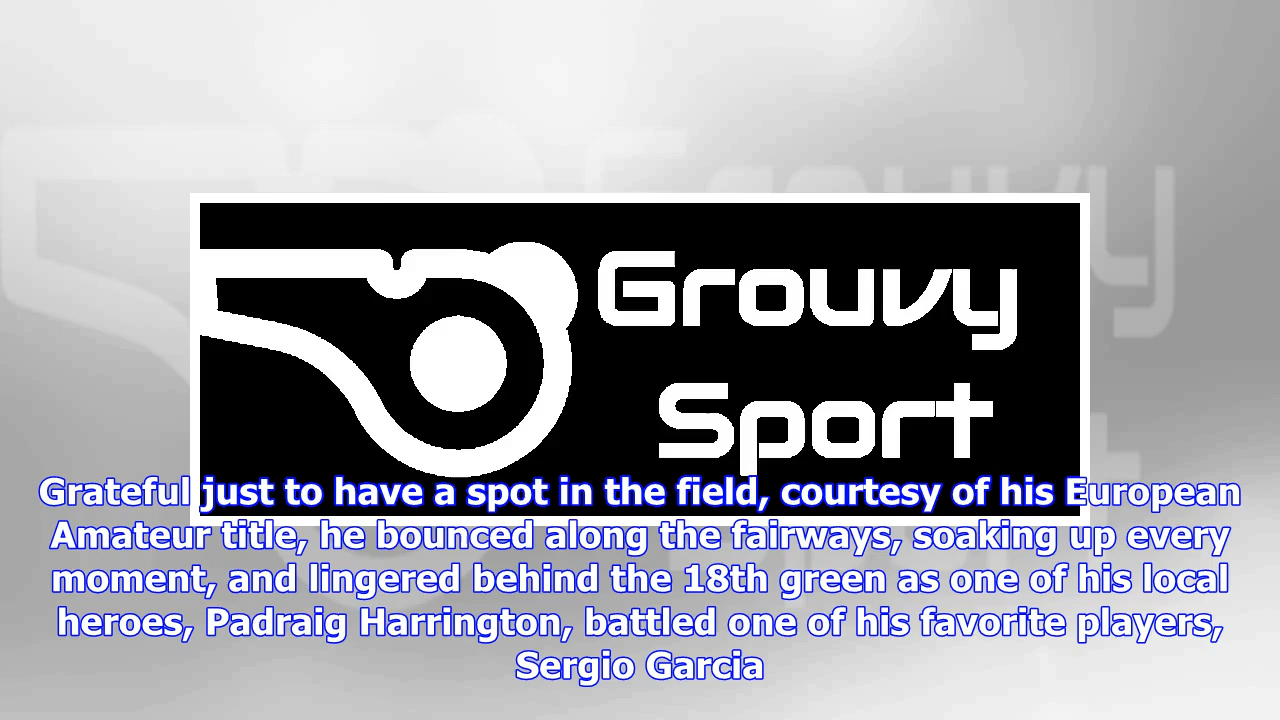 Grouvy
Sport
Grateful just to have a spot in the field, courtesy of his European
Amateur title, he bounced along the fairways, soaking up every
moment, and lingered behind the 18th green as one of his local
heroes, Padraig Harrington, battled one of his favorite players,
Sergio Garcia